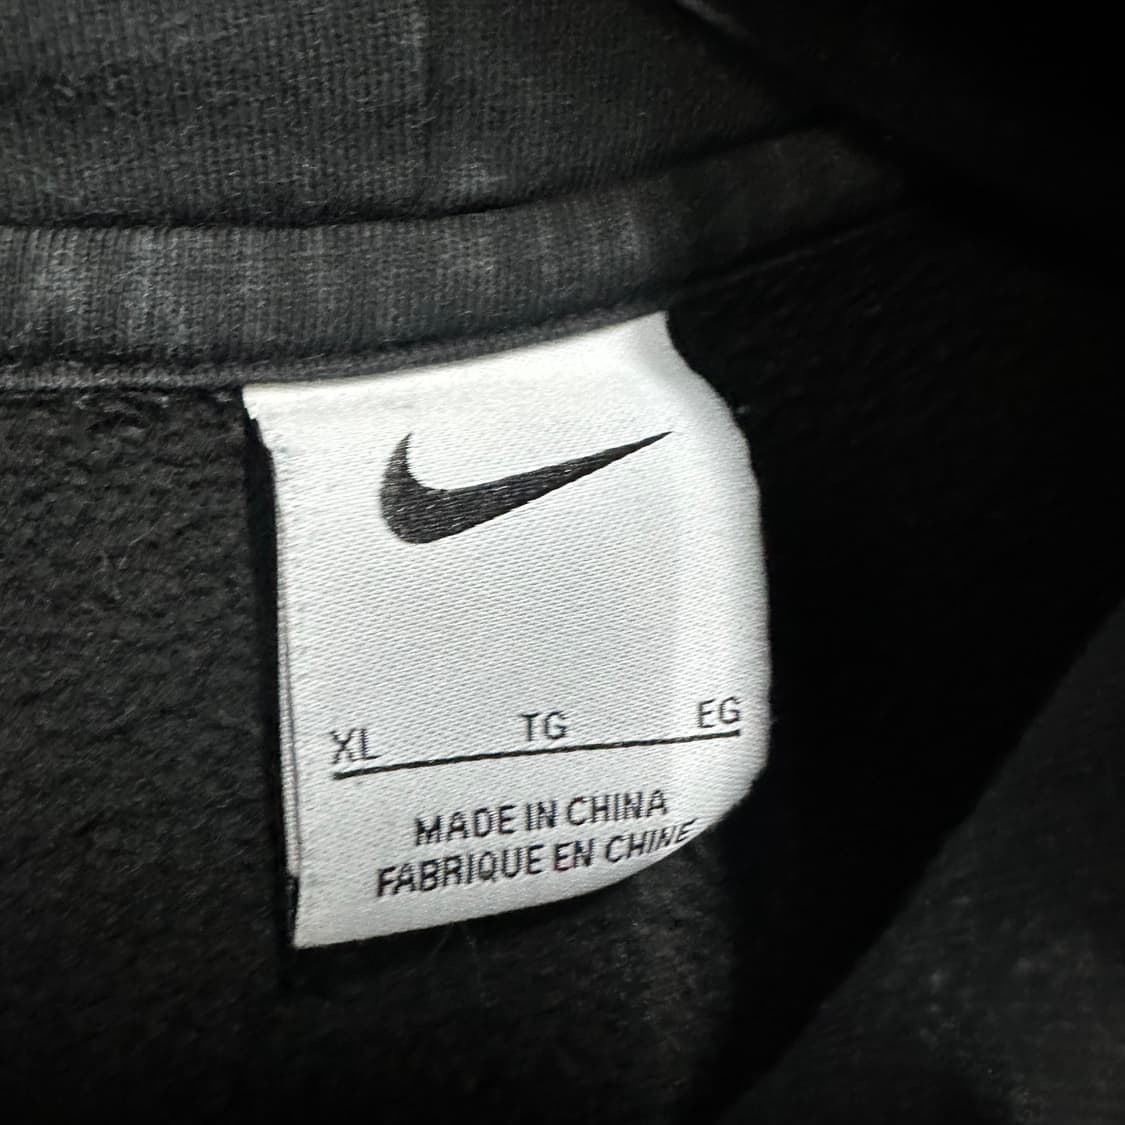 XL TG EG
MADE IN CHINA
FABRIQUE EN CHINE